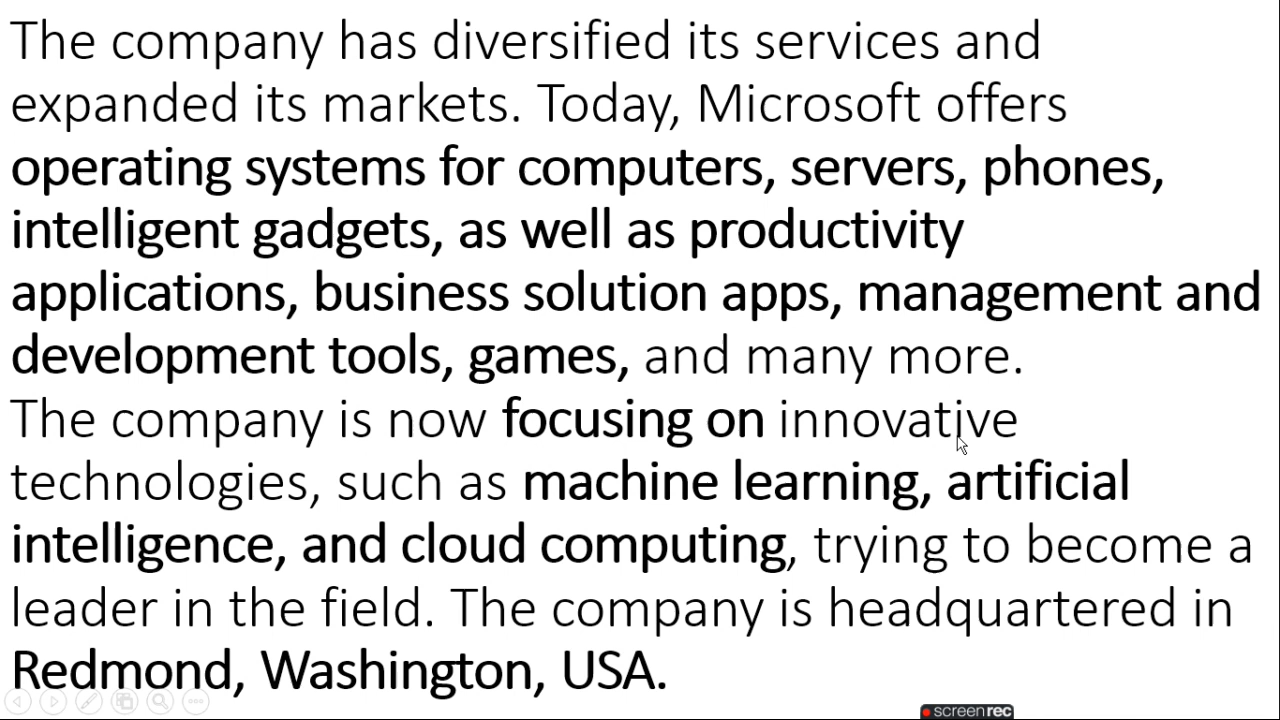 The company has diversified its services and
expanded its markets. Today, Microsoft offers
operating systems for computers, servers, phones,
intelligent gadgets, as well as productivity
applications, business solution apps, management and
development tools, games, and many more.
The company is now focusing on innovative
technologies, such as machine learning, artificial
intelligence, and cloud computing, trying to become a
leader in the field. The company is headquartered in
Redmond, Washington, USA.
screenrec